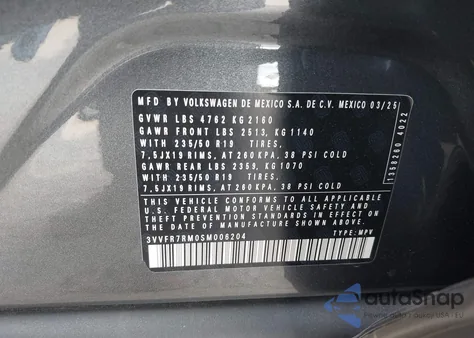 MFD BY VOLKSWAGEN DE MEXICO S.A. DE C.V. MEXICO 03/25
GVWR LBS 4762 KG 2160
GAWR FRONT LBS 2513, KG 1140
WITH 235/50 R19 TIRES,
7,5JX19 RIMS, AT 260 KPA, 38 PSI COLD
GAWR REAR LBS 2359, KG 1070
WITH 235/50 R19 TIRES,
7,5JX19 RIMS, AT 260 KPA, 38 PSI COLD
THIS VEHICLE CONFORMS TO ALL APPLICABLE
U.S. FEDERAL MOTOR VEHICLE SAFETY AND
THEFT PREVENTION STANDARDS IN EFFECT ON
THE DATE OF MANUFACTURE SHOWN ABOVE.
3VVFR7RM0SM006204 TYPE: MPV
4022
autoSnap